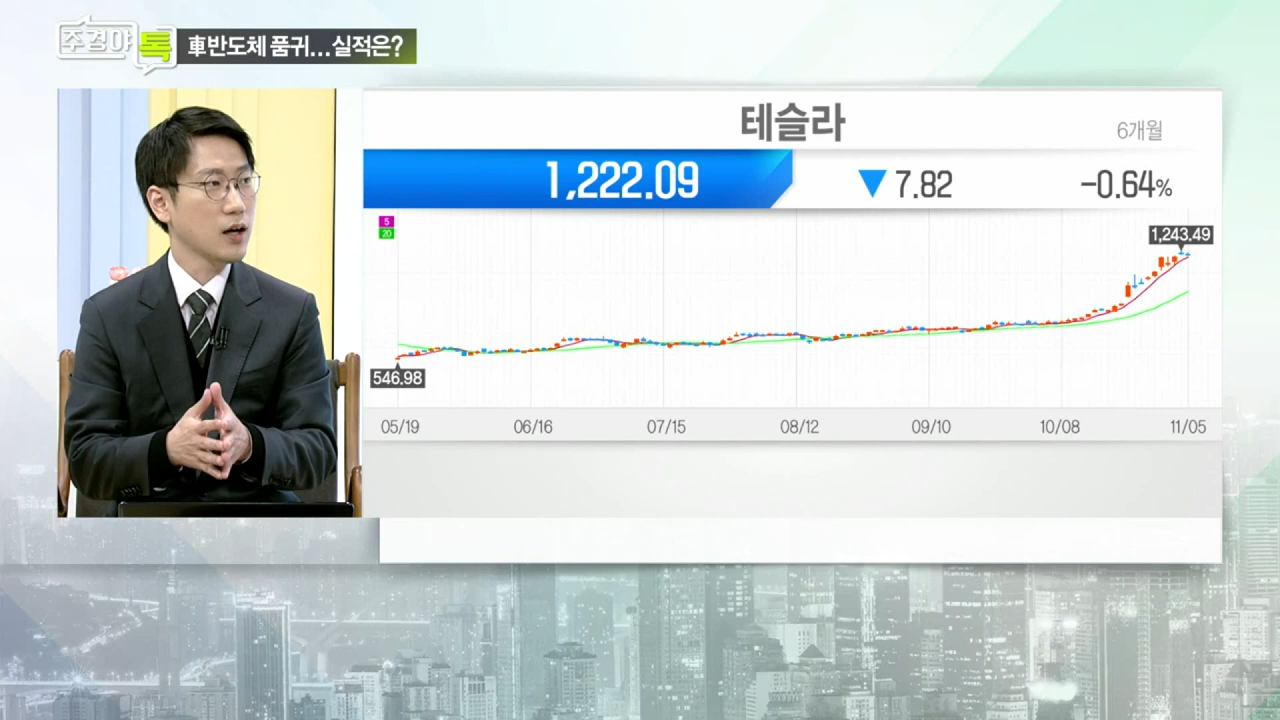 주경야톡
車반도체 품귀...실적은?
테슬라
6개월
1,222.09 ▼ 7.82 -0.64%
5
20
1,243.49
546.98
05/19 06/16 07/15 08/12 09/10 10/08 11/05